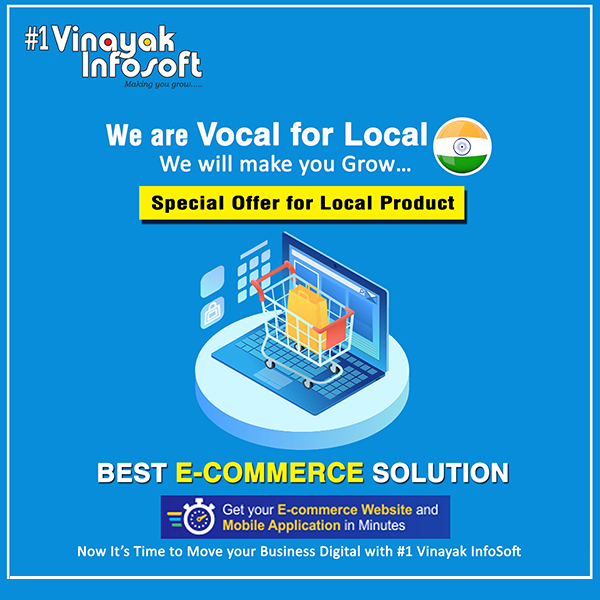 #1 Vinayak
Infosoft
Making you grow.....
We are Vocal for Local
We will make you Grow...
Special Offer for Local Product
BEST E-COMMERCE SOLUTION
Get your E-commerce Website and
Mobile Application in Minutes
Now It's Time to Move your Business Digital with #1 Vinayak InfoSoft